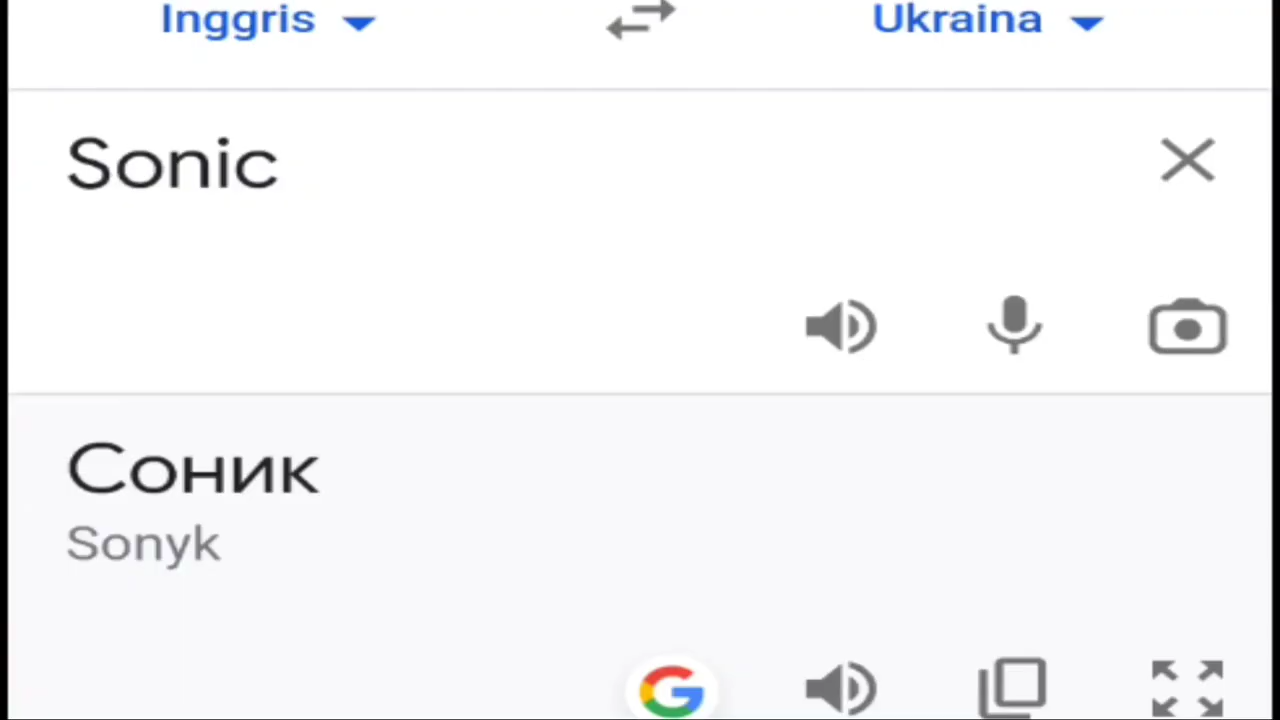 Inggris
Ukraina
Sonic
Соник
Sonyk